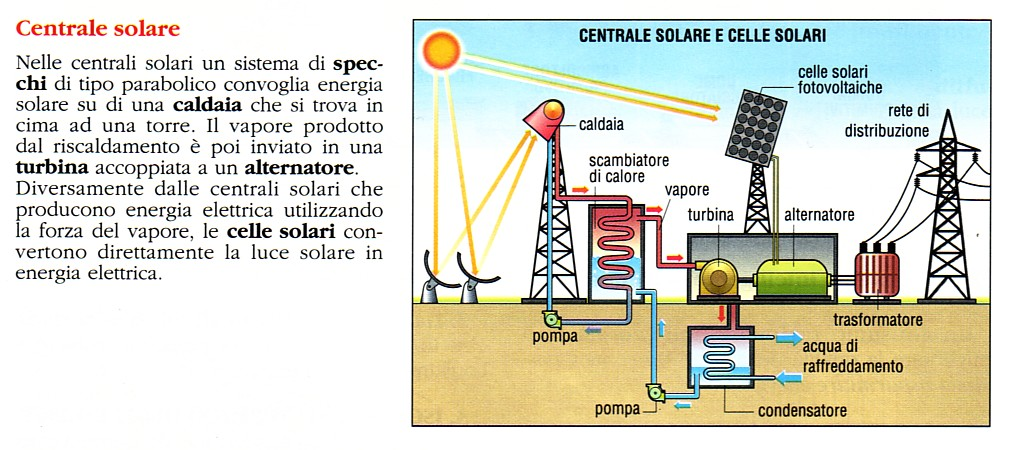 Centrale solare
Nelle centrali solari un sistema di spec-
chi di tipo parabolico convoglia energia
solare su di una caldaia che si trova in
cima ad una torre. Il vapore prodotto
dal riscaldamento è poi inviato in una
turbina accoppiata a un alternatore.
Diversamente dalle centrali solari che
producono energia elettrica utilizzando
la forza del vapore, le celle solari con-
vertono direttamente la luce solare in
energia elettrica.
CENTRALE SOLARE E CELLE SOLARI
celle solari
fotovoltaiche
rete di
distribuzione
caldaia
scambiatore
di calore
vapore
turbina
alternatore
trasformatore
pompa
acqua di
raffreddamento
pompa
condensatore